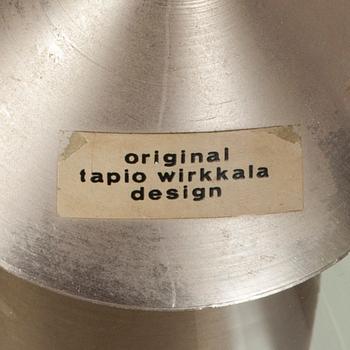 original
tapio wirkkala
design